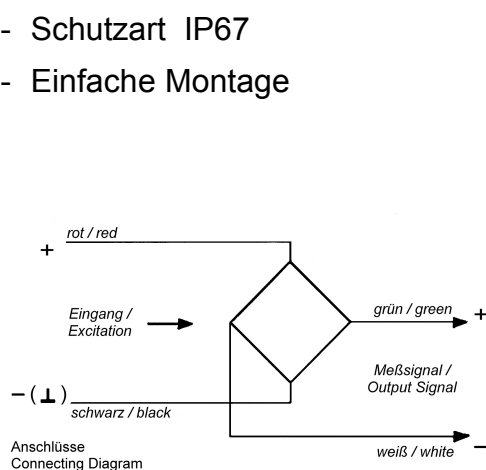 - Schutzart IP67
- Einfache Montage
rot / red
+
Eingang /
Excitation
grün / green
+
Meßsignal /
Output Signal
- (⊥)
schwarz / black
weiß / white
-
Anschlüsse
Connecting Diagram